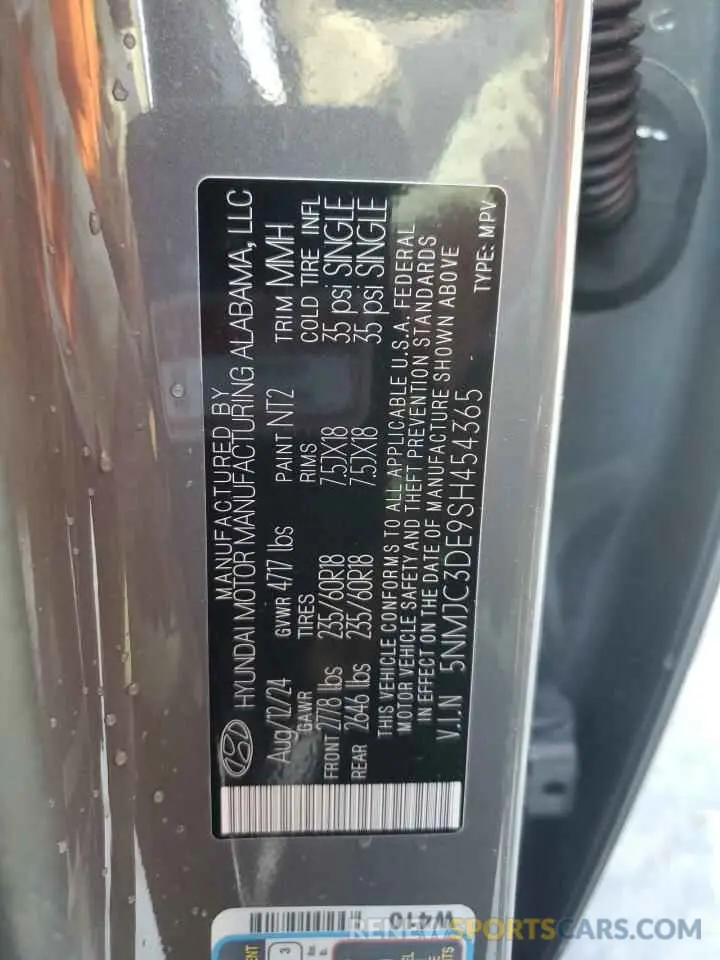 MANUFACTURED BY
HYUNDAI MOTOR MANUFACTURING ALABAMA, LLC
Aug/12/24 GVWR 4717 lbs PAINT NT2 TRIM MMH
GAWR TIRES RIMS COLD TIRE INFL
FRONT 2778 lbs 235/60R18 7.5JX18 35 psi SINGLE
REAR 2646 lbs 235/60R18 7.5JX18 35 psi SINGLE
THIS VEHICLE CONFORMS TO ALL APPLICABLE U.S.A. FEDERAL
MOTOR VEHICLE SAFETY AND THEFT PREVENTION STANDARDS
IN EFFECT ON THE DATE OF MANUFACTURE SHOWN ABOVE
V.I.N 5NMJC3DE9SH454365 TYPE: MPV
W410
3
RENEWSPORTSCARS.COM